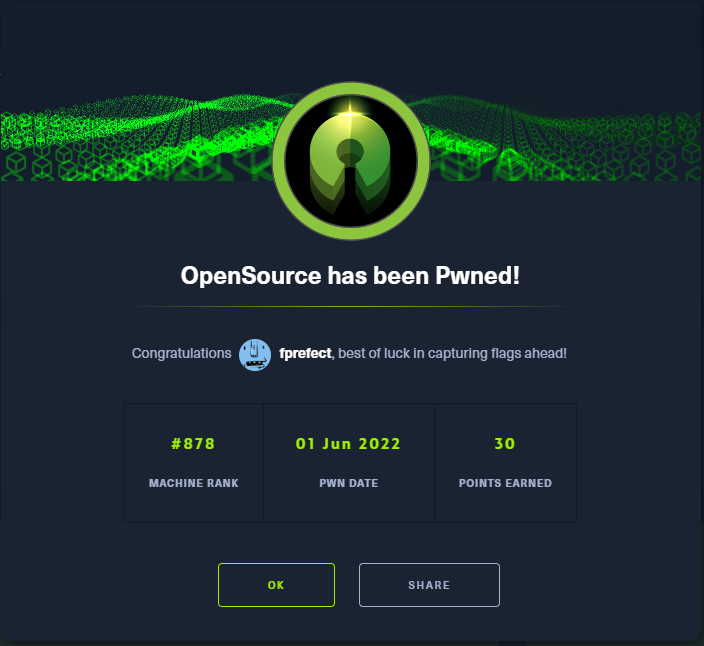 OpenSource has been Pwned!
Congratulations fprefect, best of luck in capturing flags ahead!
#878 01 Jun 2022 30
MACHINE RANK PWN DATE POINTS EARNED
OK SHARE